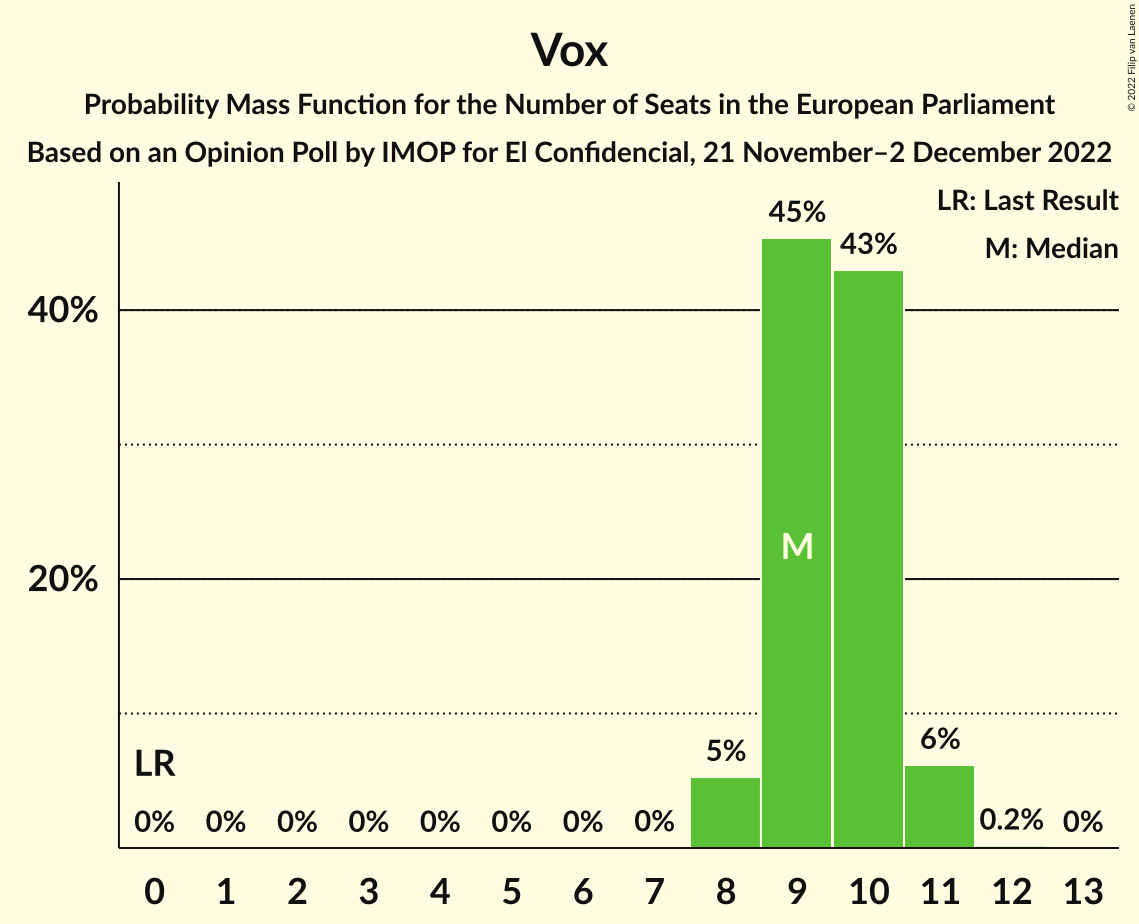 Vox
Probability Mass Function for the Number of Seats in the European Parliament
Based on an Opinion Poll by IMOP for El Confidencial, 21 November–2 December 2022
© 2022 Filip van Laenen
LR: Last Result
M: Median
45%
43%
40%
M
20%
LR
5%
6%
0% 0% 0% 0% 0% 0% 0% 0% 0.2% 0%
0 1 2 3 4 5 6 7 8 9 10 11 12 13